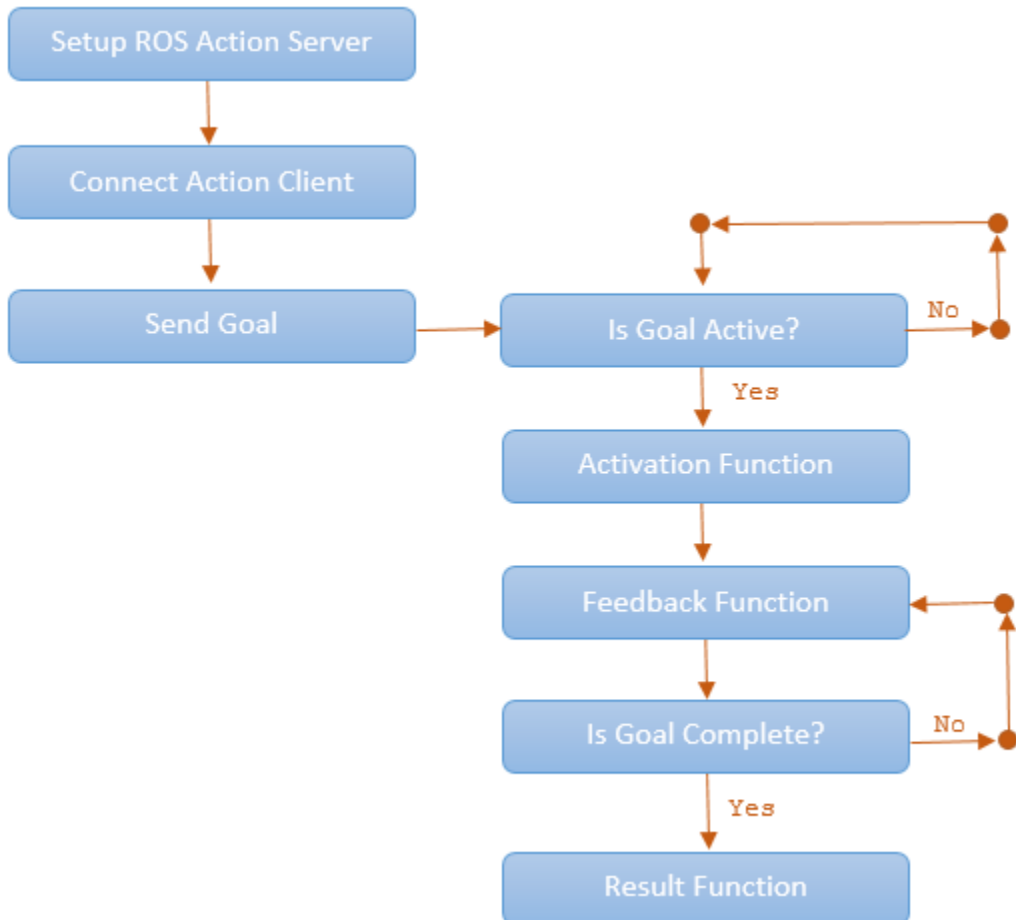 Setup ROS Action Server
Connect Action Client
Send Goal
Is Goal Active?
No
Yes
Activation Function
Feedback Function
Is Goal Complete?
No
Yes
Result Function